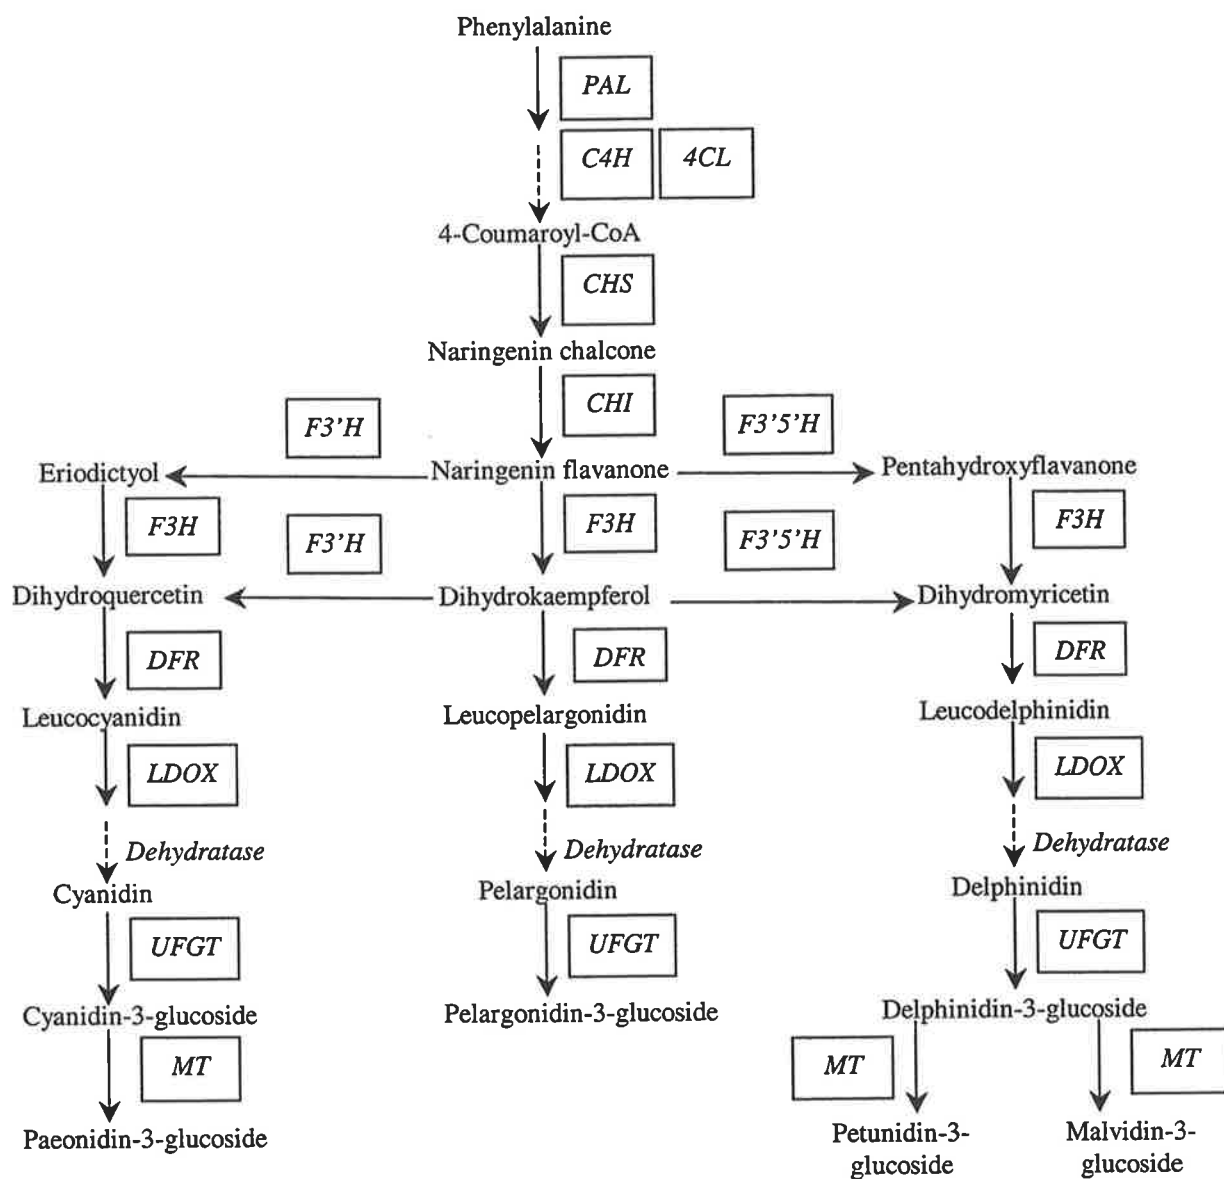 Phenylalanine
PAL
C4H 4CL
4-Coumaroyl-CoA
CHS
Naringenin chalcone
CHI
F3'H
F3'5'H
Eriodictyol
Naringenin flavanone
Pentahydroxyflavanone
F3H
F3'H
F3H
F3'5'H
F3H
Dihydroquercetin
Dihydrokaempferol
Dihydromyricetin
DFR
DFR
DFR
Leucocyanidin
Leucopelargonidin
Leucodelphinidin
LDOX
LDOX
LDOX
Dehydratase
Dehydratase
Dehydratase
Cyanidin
Pelargonidin
Delphinidin
UFGT
UFGT
UFGT
Cyanidin-3-glucoside
Pelargonidin-3-glucoside
Delphinidin-3-glucoside
MT
MT
MT
Paeonidin-3-glucoside
Petunidin-3-
glucoside
Malvidin-3-
glucoside